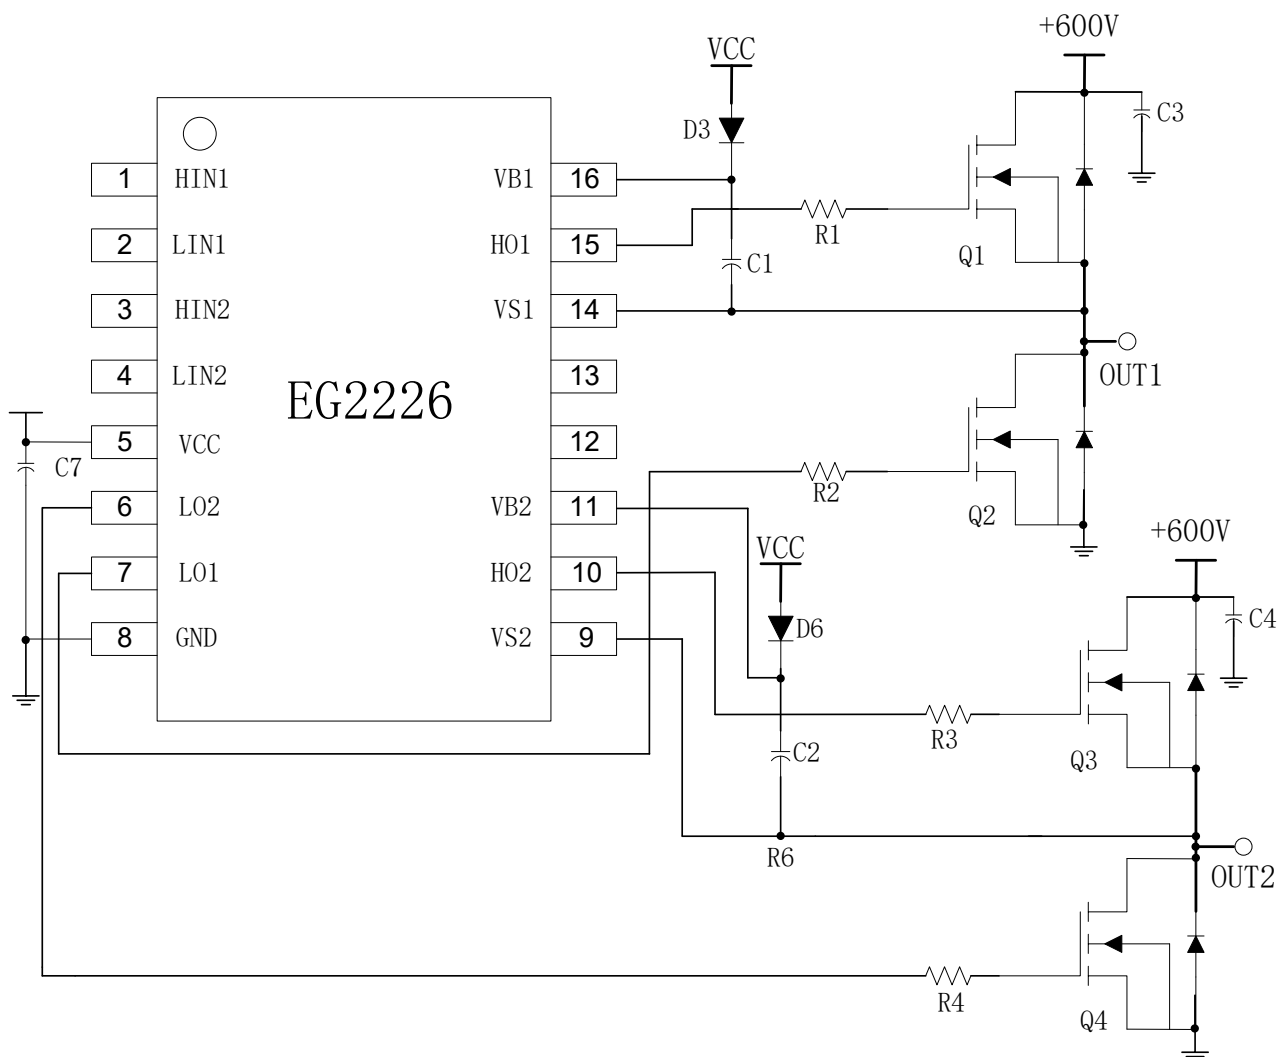 +600V
VCC
D3
C3
1 HIN1
VB1 16
2 LIN1
HO1 15
R1
Q1
C1
3 HIN2
VS1 14
4 LIN2
13
OUT1
EG2226
5 VCC
12
C7
R2
Q2
6 LO2
VB2 11
+600V
VCC
7 LO1
HO2 10
D6
C4
8 GND
VS2 9
R3
Q3
C2
R6
OUT2
R4
Q4